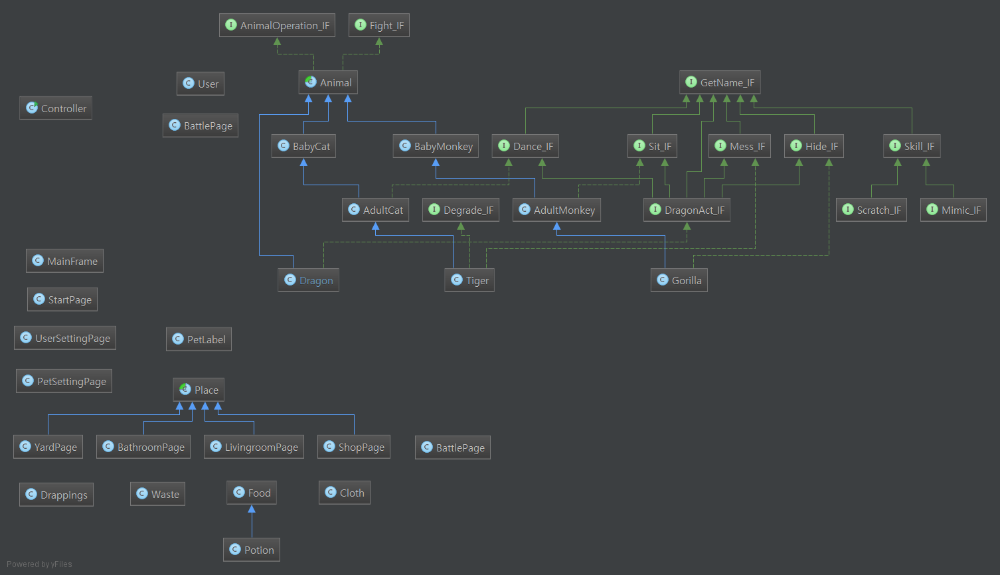 AnimalOperation_IF
Fight_IF
User
Animal
GetName_IF
Controller
BattlePage
BabyCat
BabyMonkey
Dance_IF
Sit_IF
Mess_IF
Hide_IF
Skill_IF
AdultCat
Degrade_IF
AdultMonkey
DragonAct_IF
Scratch_IF
Mimic_IF
MainFrame
Dragon
Tiger
Gorilla
StartPage
UserSettingPage
PetLabel
PetSettingPage
Place
YardPage
BathroomPage
LivingroomPage
ShopPage
BattlePage
Drappings
Waste
Food
Cloth
Potion
Powered by yFiles